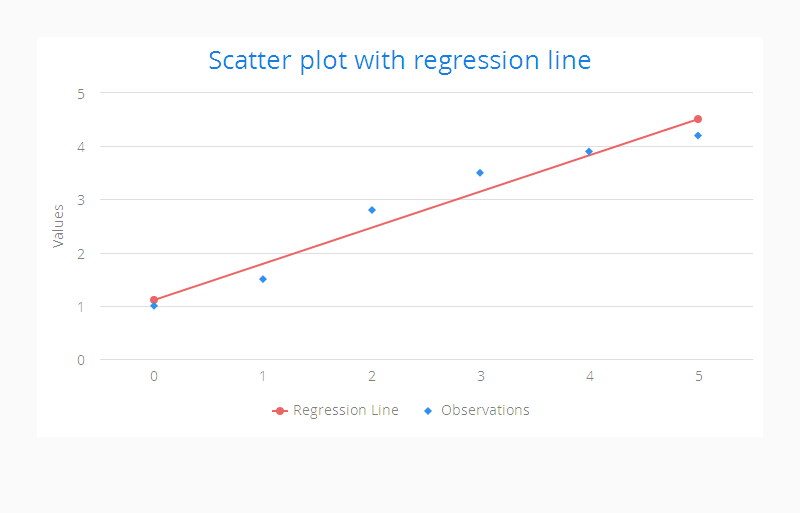 Scatter plot with regression line
Values
5
4
3
2
1
0
0 1 2 3 4 5
Regression Line Observations